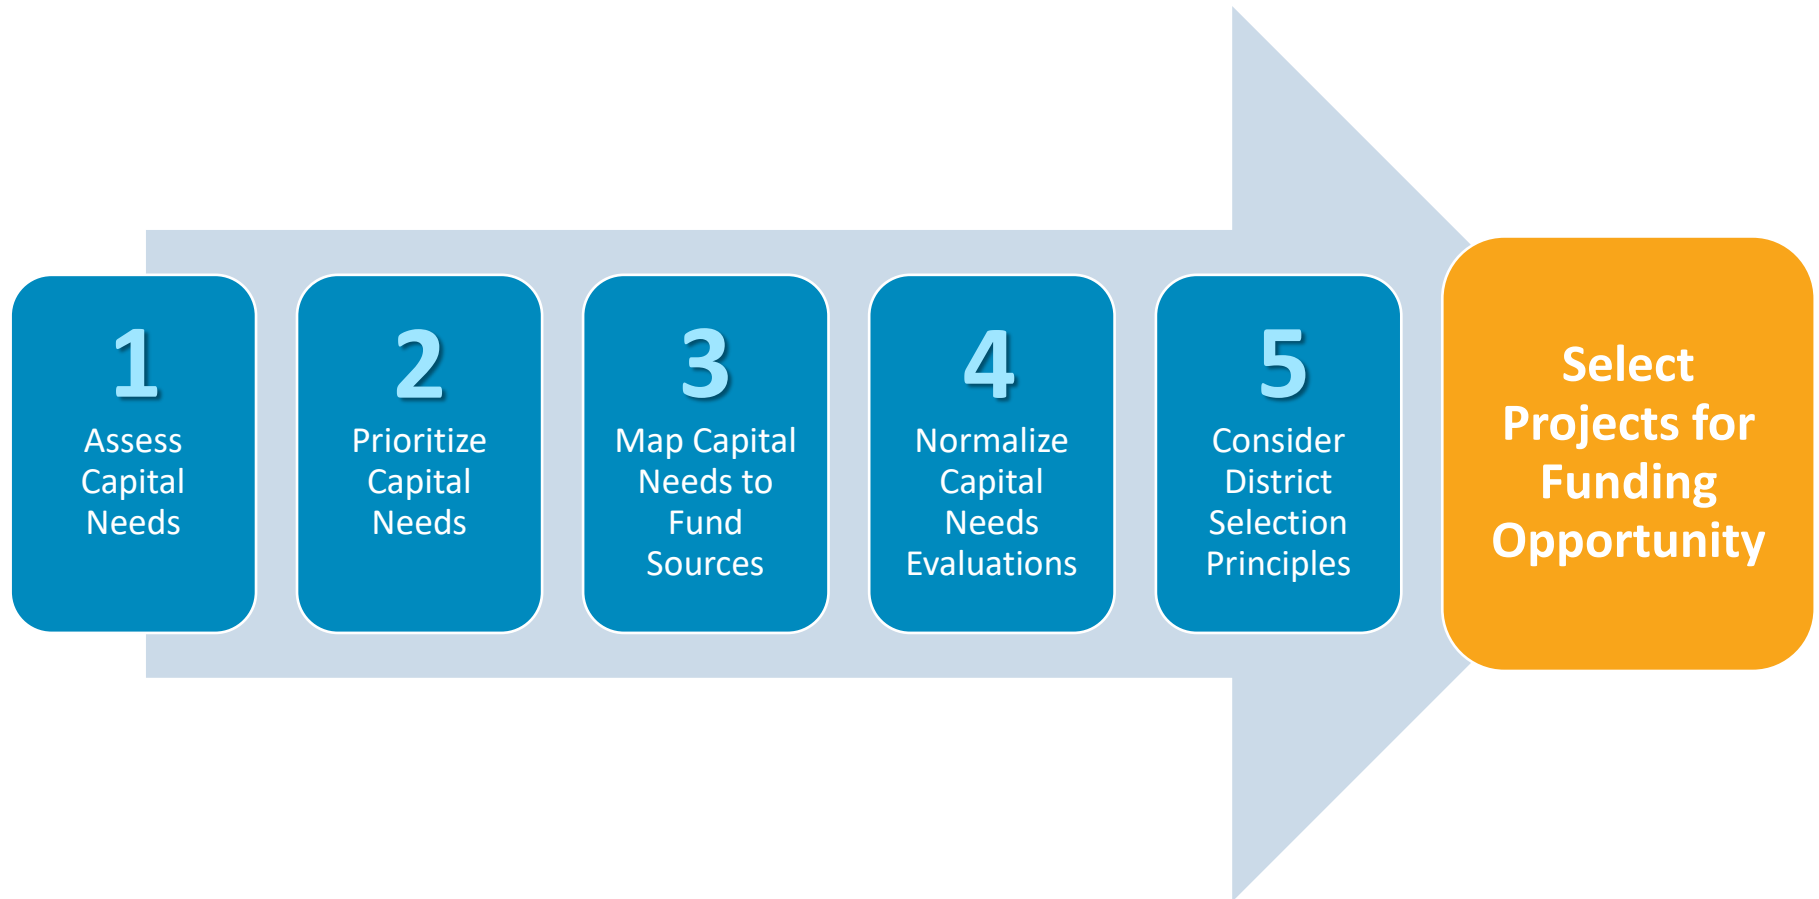 1
Assess
Capital
Needs
2
Prioritize
Capital
Needs
3
Map Capital
Needs to
Fund
Sources
4
Normalize
Capital
Needs
Evaluations
5
Consider
District
Selection
Principles
Select
Projects for
Funding
Opportunity